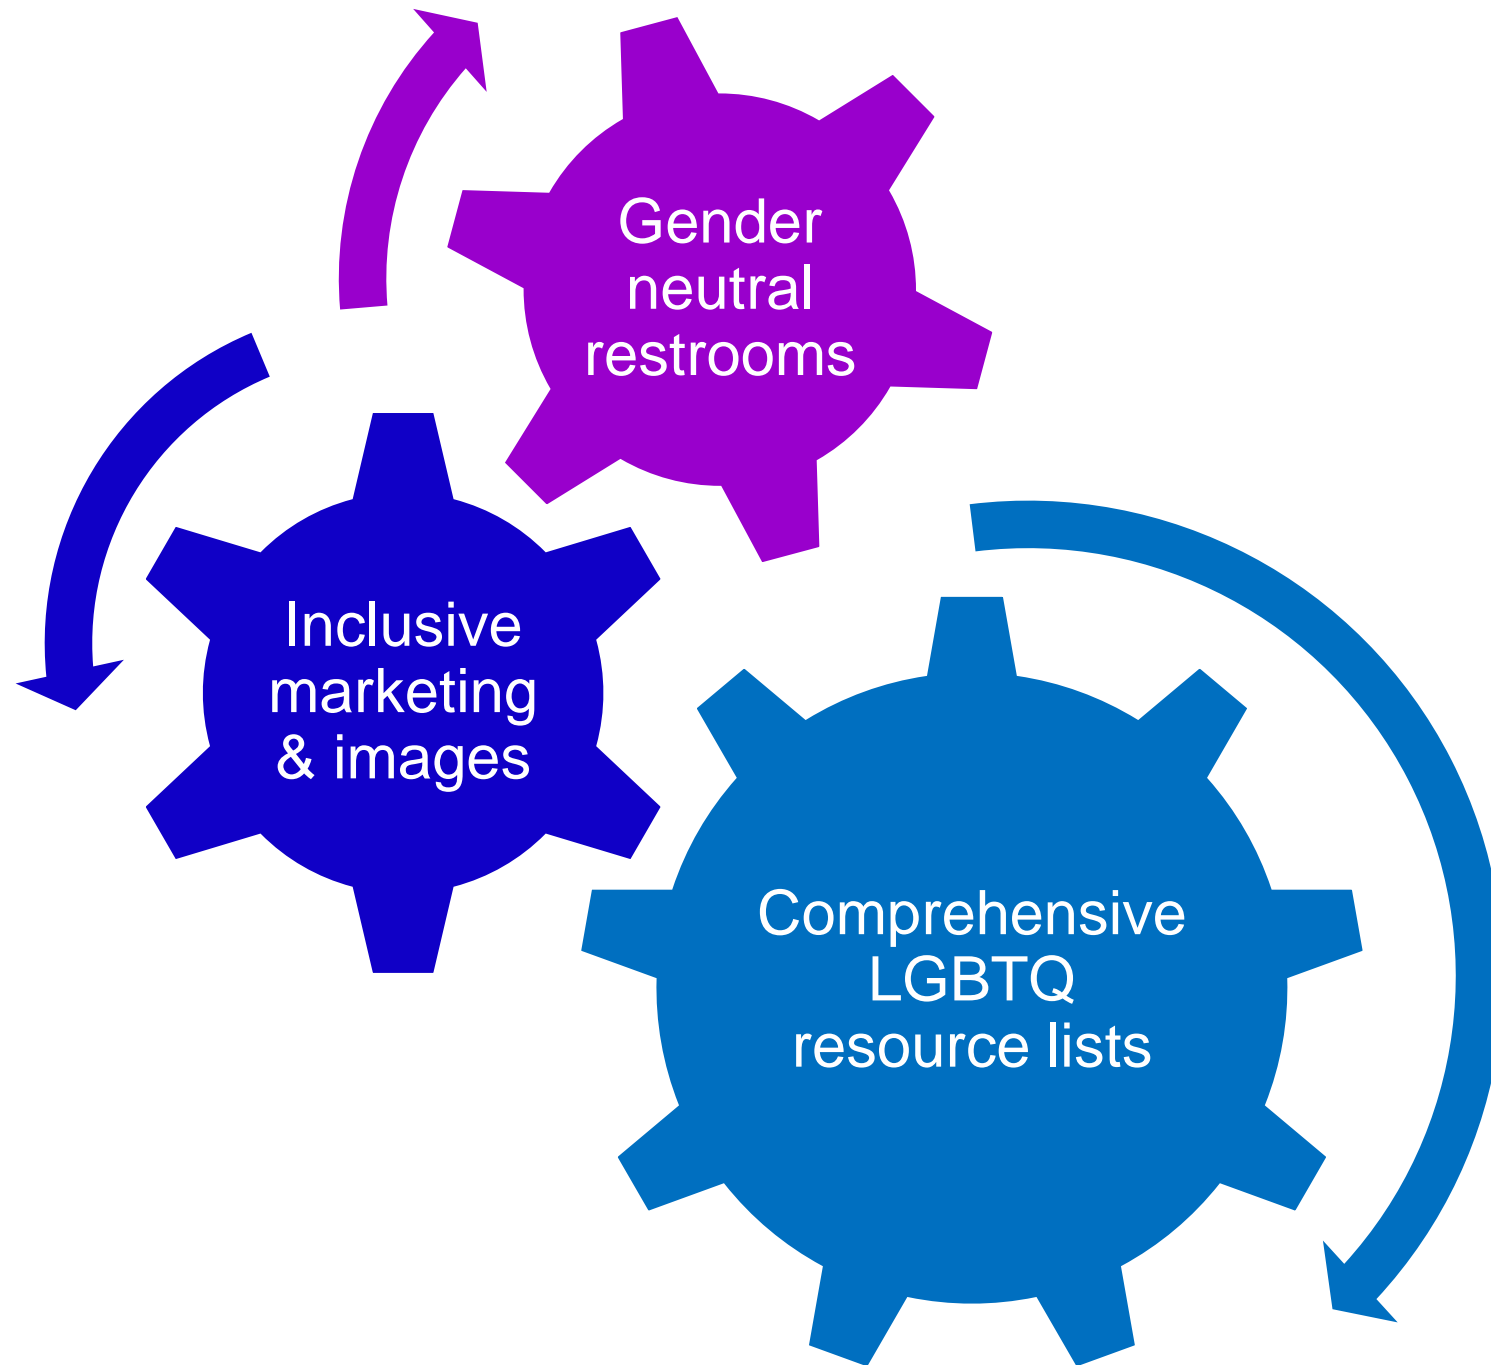 Gender
neutral
restrooms
Inclusive
marketing
& images
Comprehensive
LGBTQ
resource lists